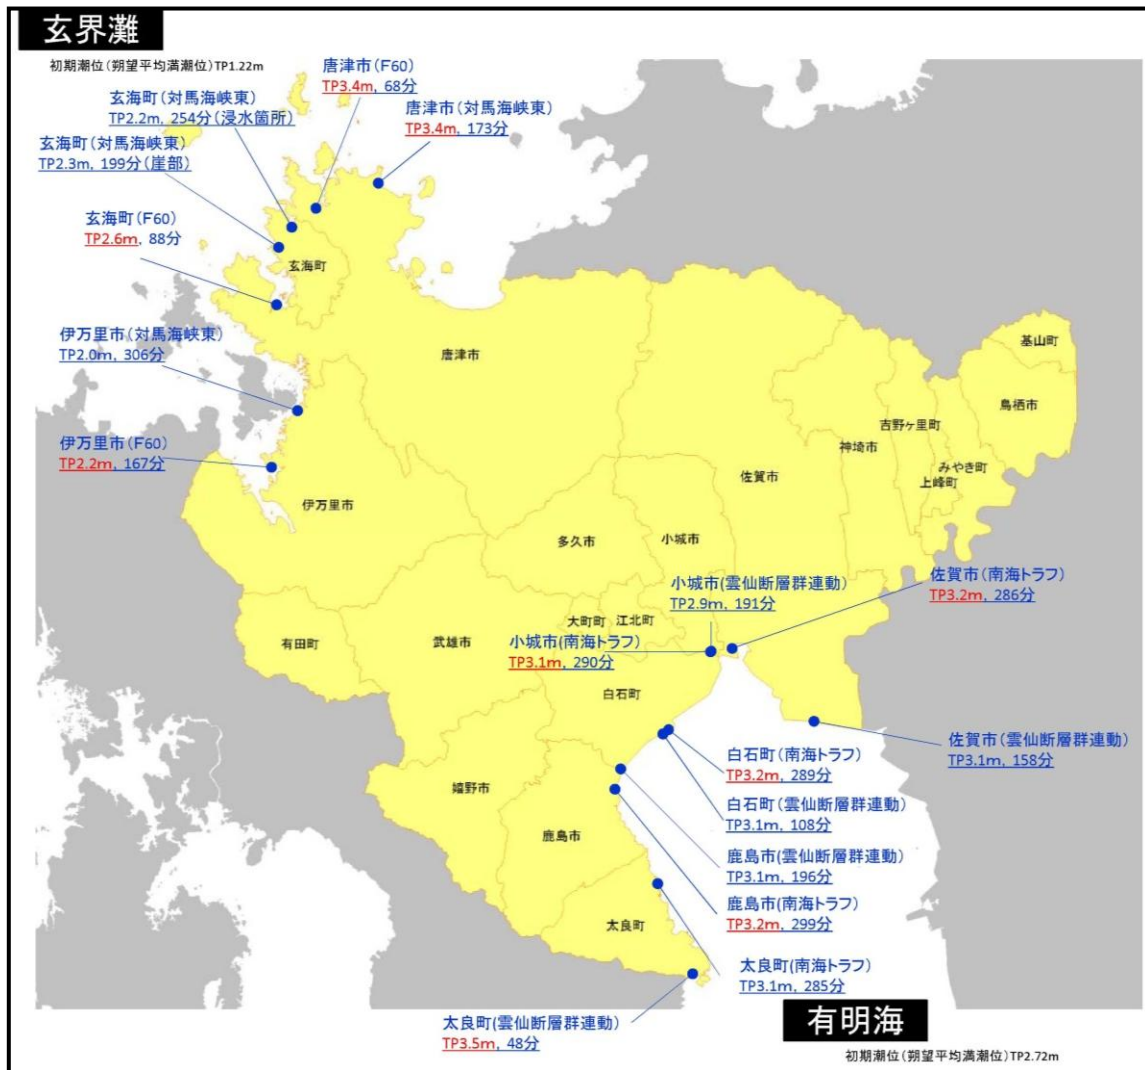 玄界灘
初期潮位(朔望平均満潮位)TP1.22m
唐津市(F60)
TP3.4m, 68分
玄海町(対馬海峡東)
TP2.2m, 254分(浸水箇所)
唐津市(対馬海峡東)
TP3.4m, 173分
玄海町(対馬海峡東)
TP2.3m, 199分(崖部)
玄海町(F60)
TP2.6m, 88分
玄海町
伊万里市(対馬海峡東)
TP2.0m, 306分
唐津市
基山町
鳥栖市
吉野ヶ里町
神埼市
みやき町
上峰町
佐賀市
伊万里市(F60)
TP2.2m, 167分
伊万里市
多久市
小城市
小城市(雲仙断層群連動)
TP2.9m, 191分
佐賀市(南海トラフ)
TP3.2m, 286分
大町町
江北町
有田町
武雄市
小城市(南海トラフ)
TP3.1m, 290分
白石町
佐賀市(雲仙断層群連動)
TP3.1m, 158分
白石町(南海トラフ)
TP3.2m, 289分
嬉野市
白石町(雲仙断層群連動)
TP3.1m, 108分
鹿島市
鹿島市(雲仙断層群連動)
TP3.1m, 196分
鹿島市(南海トラフ)
TP3.2m, 299分
太良町
太良町(南海トラフ)
TP3.1m, 285分
太良町(雲仙断層群連動)
TP3.5m, 48分
有明海
初期潮位(朔望平均満潮位)TP2.72m